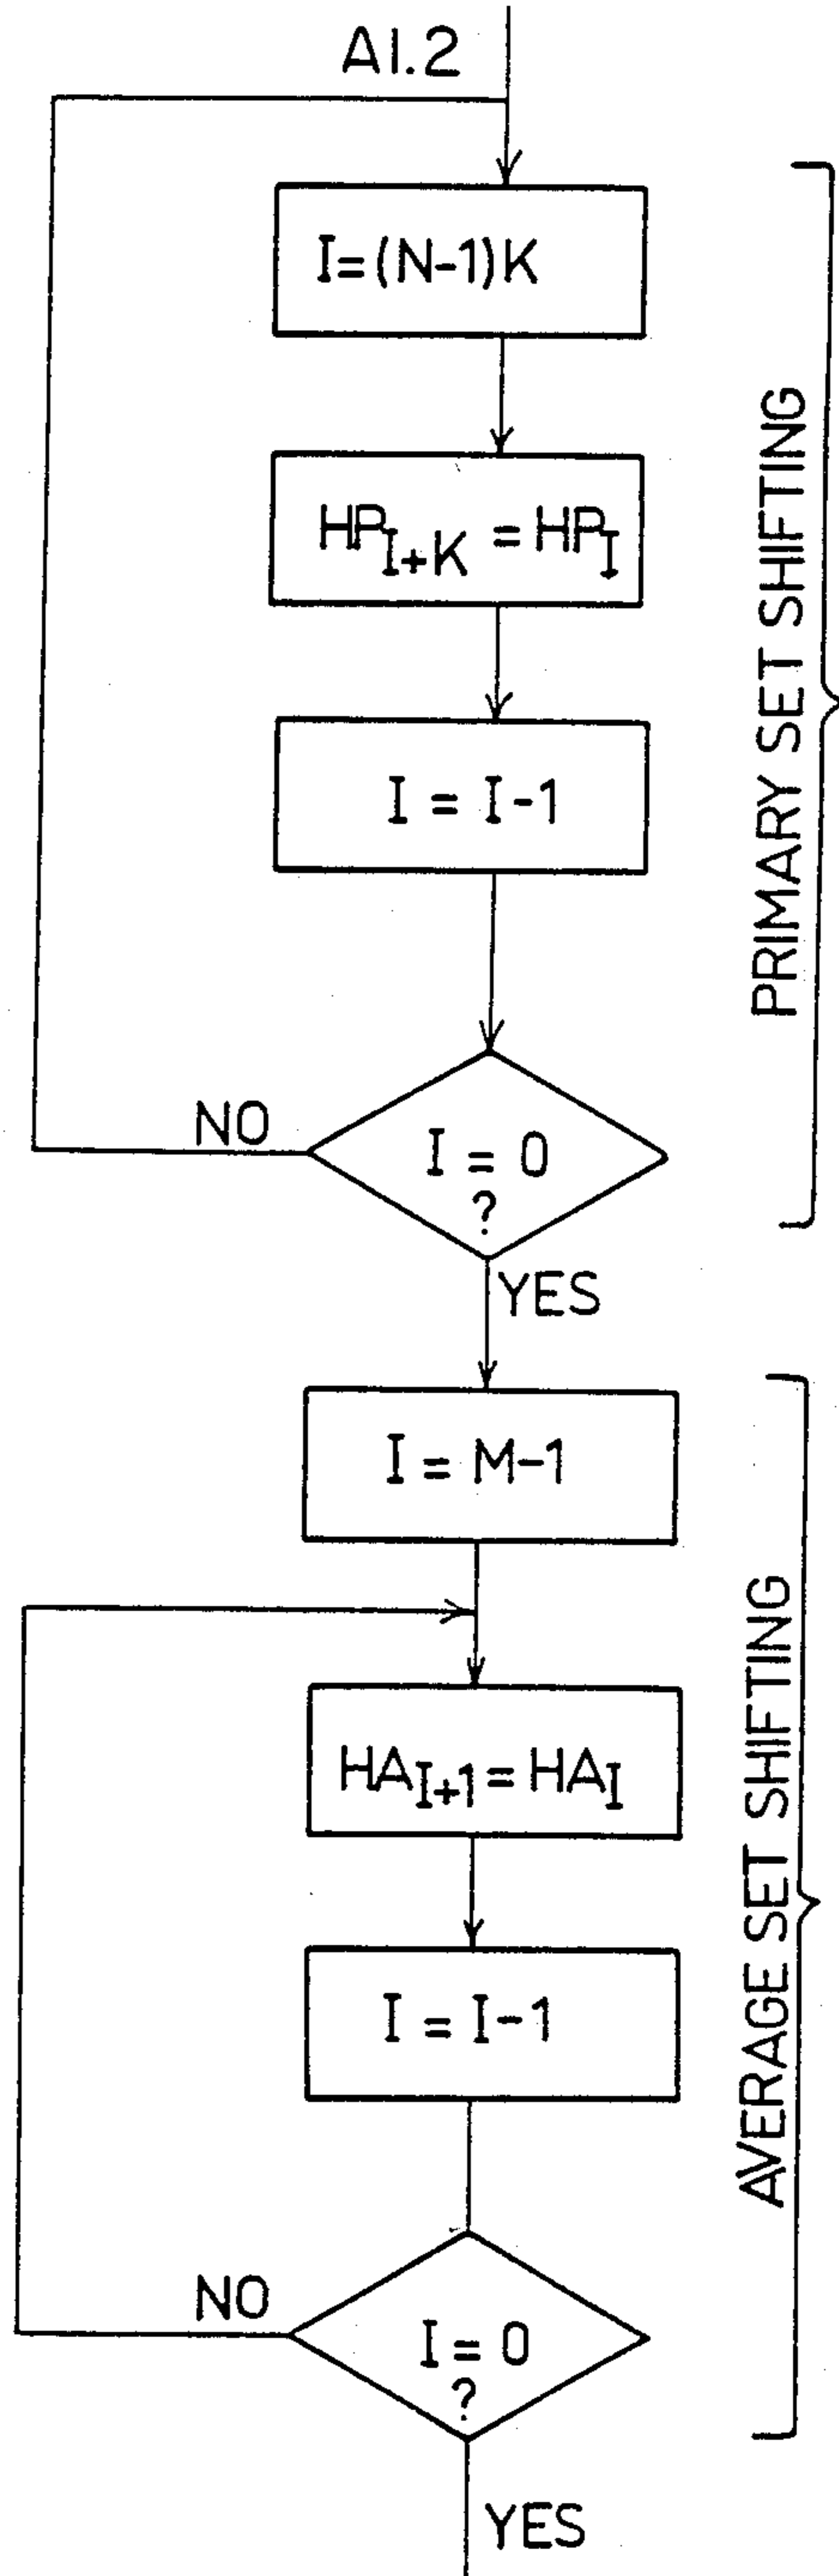 A1.2
I=(N-1)K
HP_{I+K} = HP_I
I = I-1
I = 0
?
NO
YES
PRIMARY SET SHIFTING
I = M-1
HA_{I+1} = HA_I
I = I-1
I = 0
?
NO
YES
AVERAGE SET SHIFTING